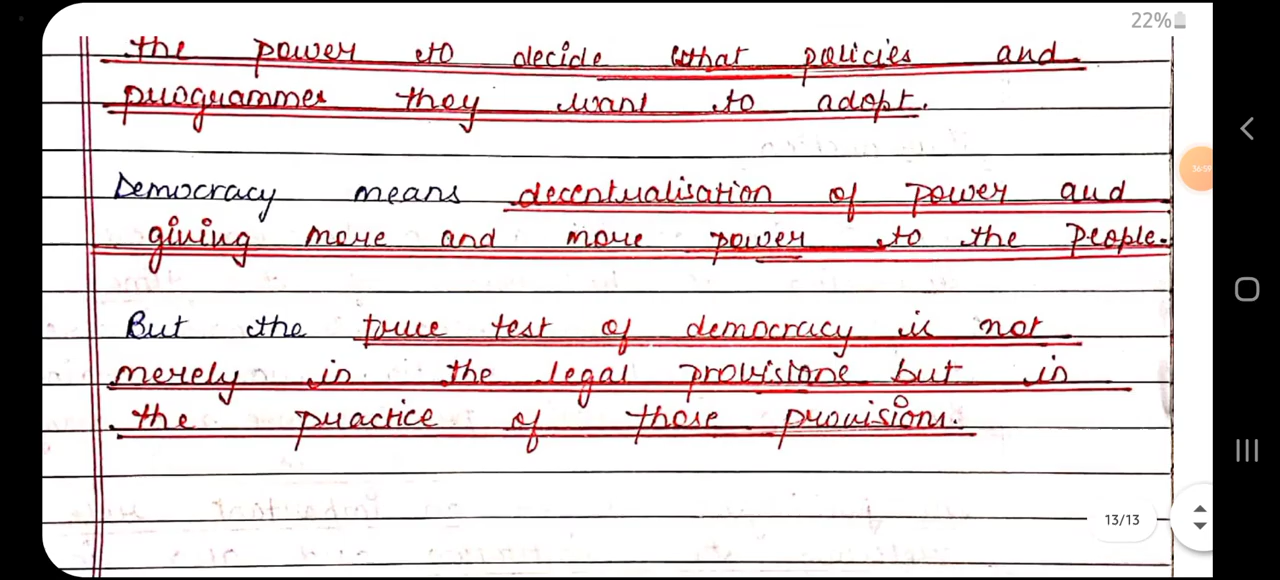 22%
the power to decide what policies and
programmes they want to adopt.
36:59
Democracy means decentralisation of power and
giving more and more power to the people.
But the true test of democracy is not
merely in the legal provisions but in
the practice of those provisions.
13/13